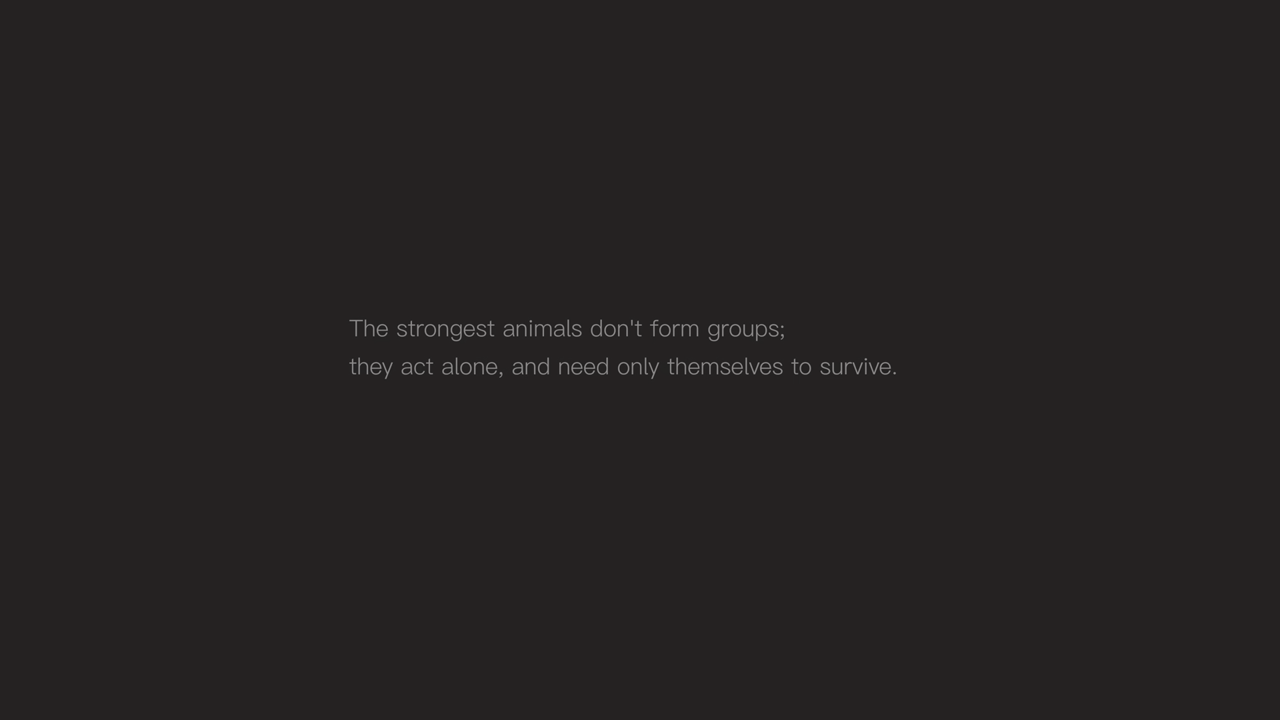 The strongest animals don't form groups;
they act alone, and need only themselves to survive.